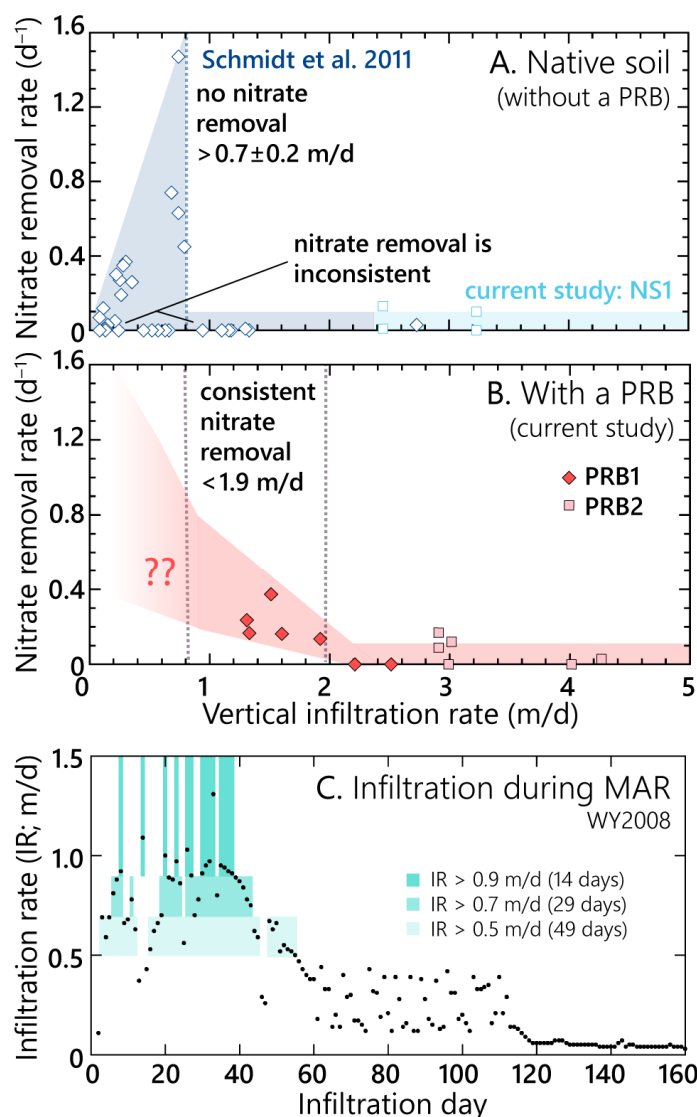 1.6
1.2
0.8
0.4
0
Nitrate removal rate (d⁻¹)
Schmidt et al. 2011
no nitrate
removal
>0.7±0.2 m/d
A. Native soil
(without a PRB)
nitrate removal is
inconsistent
current study: NS1
1.6
1.2
0.8
0.4
0
Nitrate removal rate (d⁻¹)
consistent
nitrate
removal
<1.9 m/d
B. With a PRB
(current study)
PRB1
PRB2
??
0 1 2 3 4 5
Vertical infiltration rate (m/d)
1.5
1.0
0.5
0
Infiltration rate (IR; m/d)
C. Infiltration during MAR
WY2008
IR > 0.9 m/d (14 days)
IR > 0.7 m/d (29 days)
IR > 0.5 m/d (49 days)
0 20 40 60 80 100 120 140 160
Infiltration day